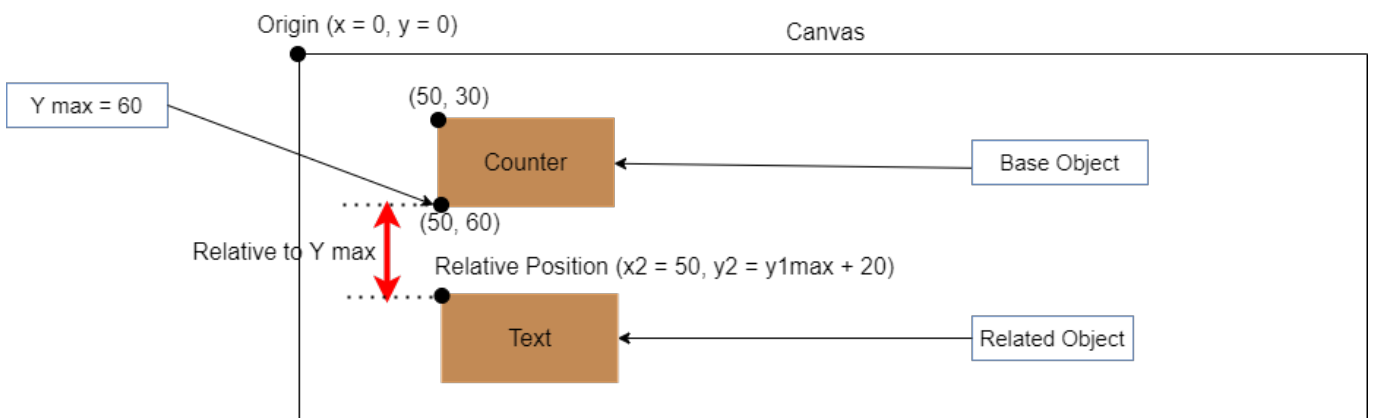 Origin (x = 0, y = 0)
Canvas
Y max = 60
(50, 30)
Counter
Base Object
(50, 60)
Relative to Y max
Relative Position (x2 = 50, y2 = y1max + 20)
Text
Related Object